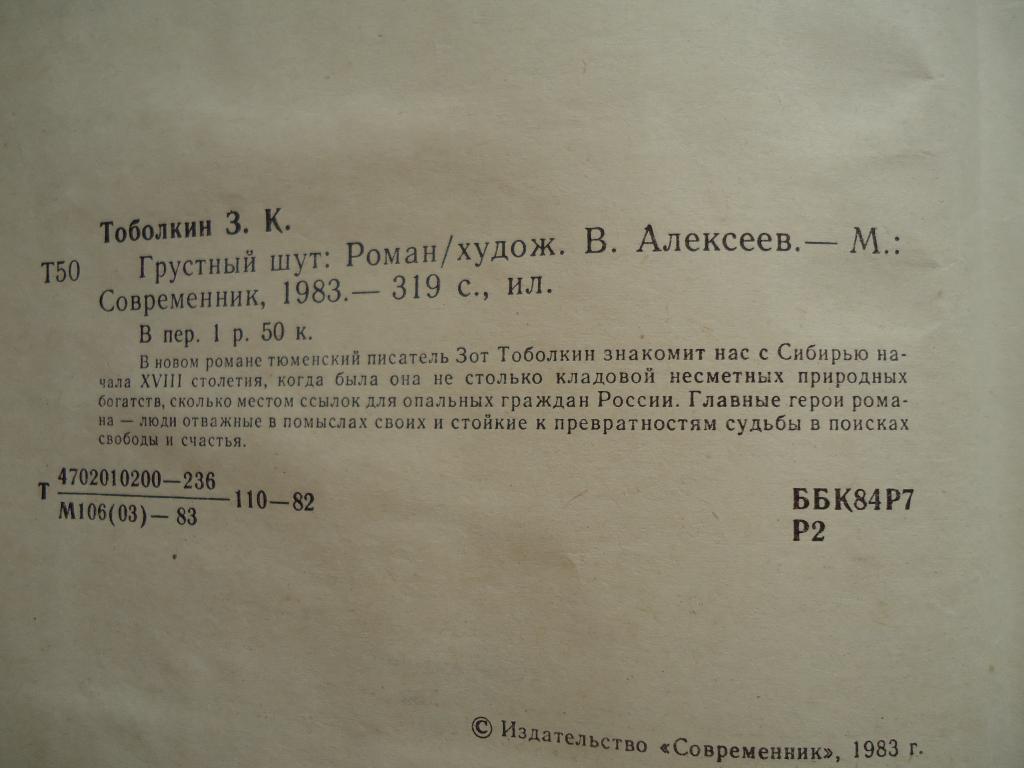 Тоболкин З. К.
Т50 Грустный шут: Роман/худож. В. Алексеев.— М.:
Современник, 1983.— 319 с., ил.
В пер. 1 р. 50 к.
В новом романе тюменский писатель Зот Тоболкин знакомит нас с Сибирью на-
чала XVIII столетия, когда была она не столько кладовой несметных природных
богатств, сколько местом ссылок для опальных граждан России. Главные герои рома-
на — люди отважные в помыслах своих и стойкие к превратностям судьбы в поисках
свободы и счастья.
4702010200—236
Т 110—82
М106(03)— 83
ББК84Р7
Р2
© Издательство «Современник», 1983 г.